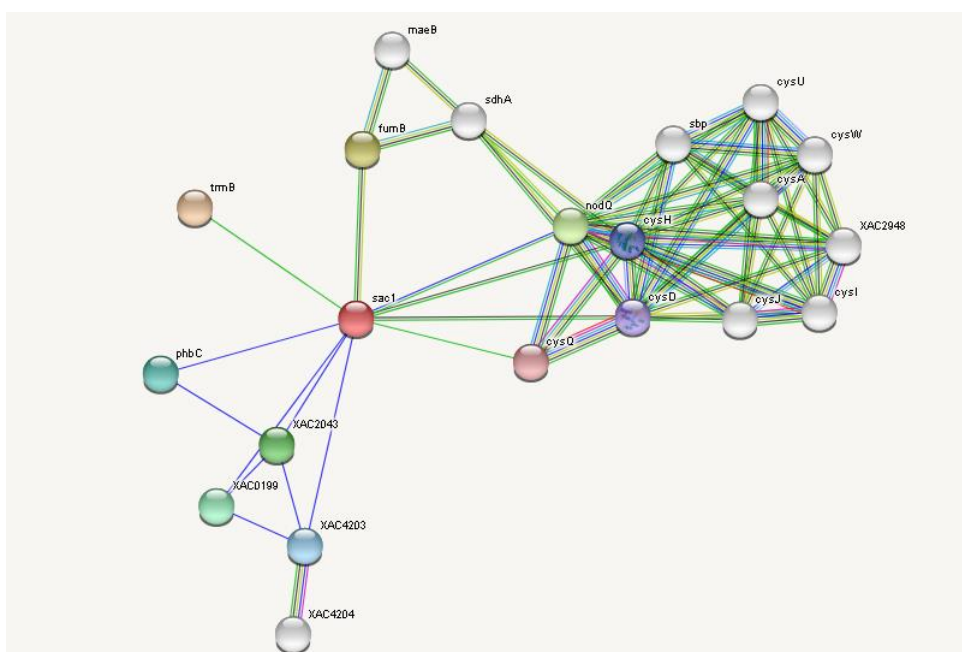 maeB
sdhA
cysU
fumB
sbp
cysW
cysA
trmB
nodQ
cysH
XAC2948
sac1
cysD
cysJ
cysI
cysQ
phbC
XAC2043
XAC0199
XAC4203
XAC4204